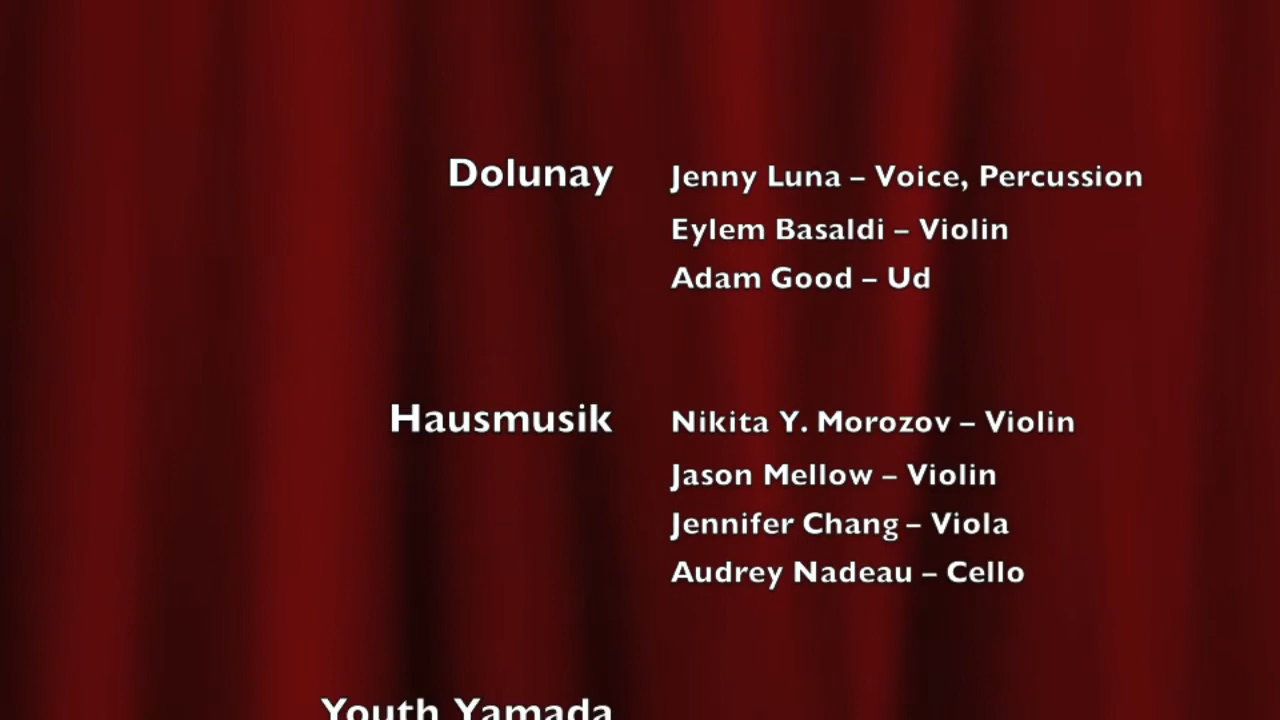 Dolunay Jenny Luna – Voice, Percussion
Eylem Basaldi – Violin
Adam Good – Ud
Hausmusik Nikita Y. Morozov – Violin
Jason Mellow – Violin
Jennifer Chang – Viola
Audrey Nadeau – Cello
Youth Yamada